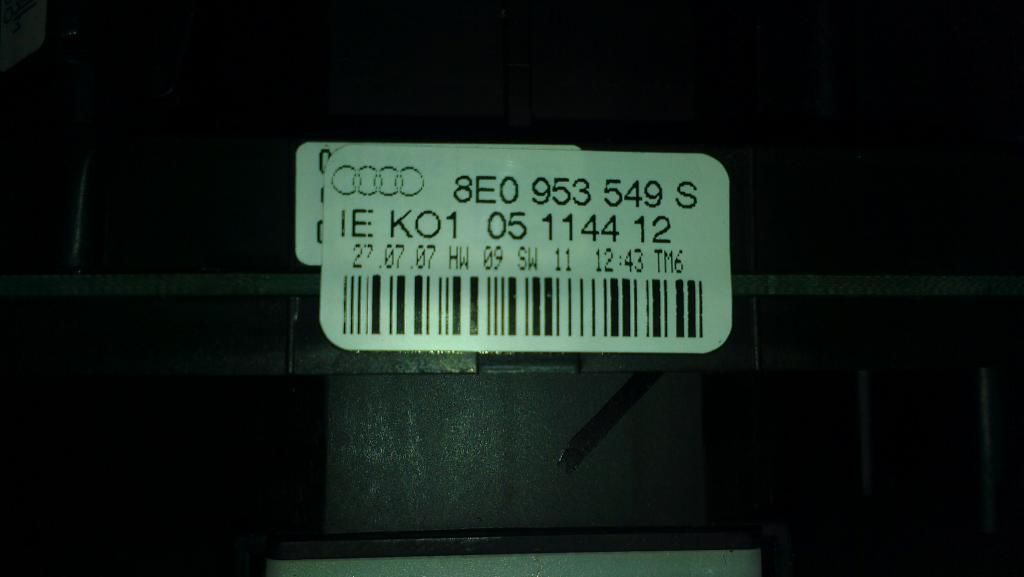 8E0 953 549 S
IE KO1 05 1144 12
27.07.07 HW 09 SW 11 12:43 TM6